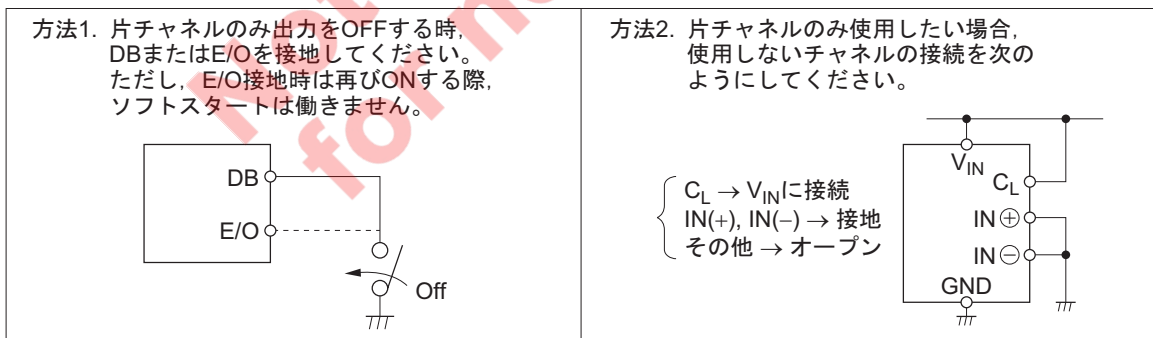 方法1. 片チャネルのみ出力をOFFする時,
DBまたはE/Oを接地してください。
ただし, E/O接地時は再びONする際,
ソフトスタートは働きません。
DB
E/O
Off
方法2. 片チャネルのみ使用したい場合,
使用しないチャネルの接続を次の
ようにしてください。
CL → VINに接続
IN(+), IN(−) → 接地
その他 → オープン
VIN
CL
IN⊕
IN⊖
GND